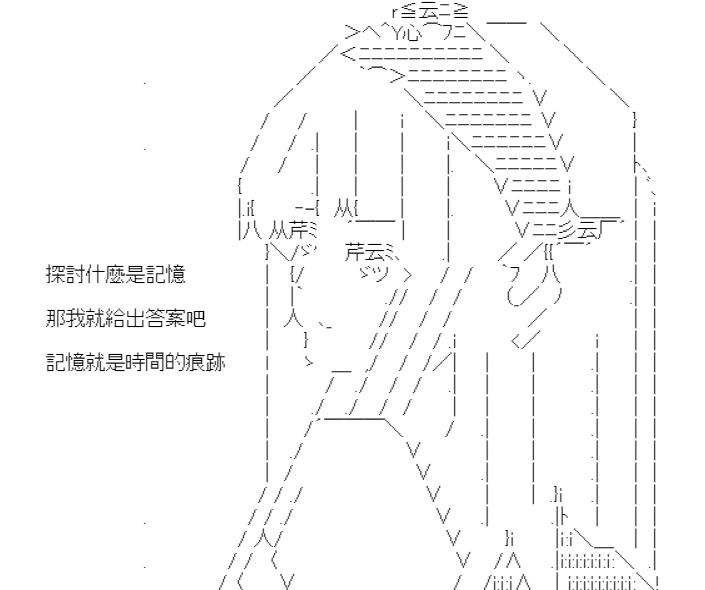 探討什麼是記憶
那我就給出答案吧
記憶就是時間的痕跡